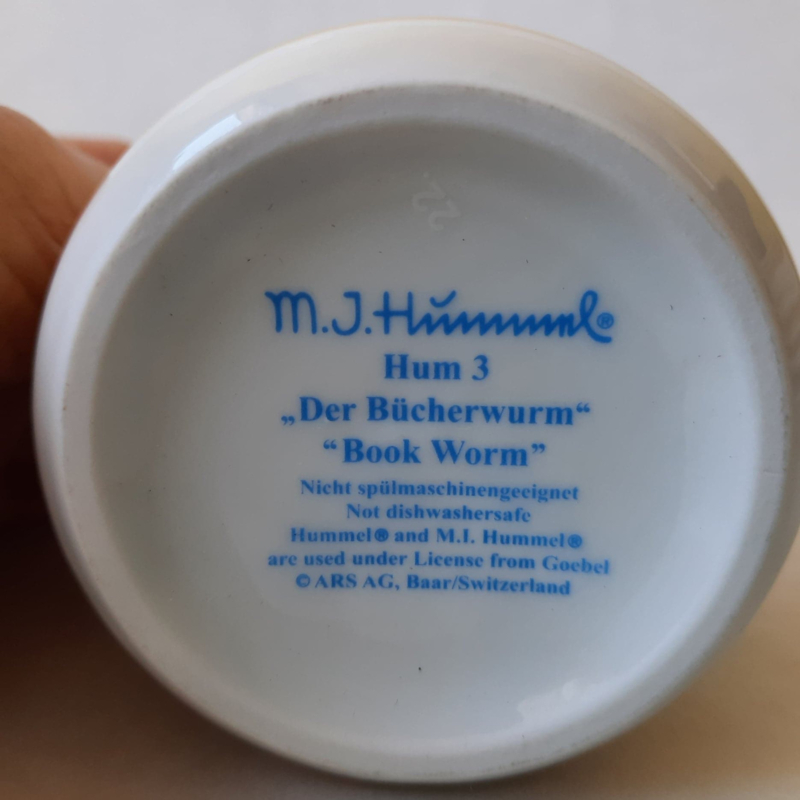 M.J.Hummel®
Hum 3
„Der Bücherwurm“
“Book Worm”
Nicht spülmaschinengeeignet
Not dishwashersafe
Hummel® and M.I. Hummel®
are used under License from Goebel
© ARS AG, Baar/Switzerland
22